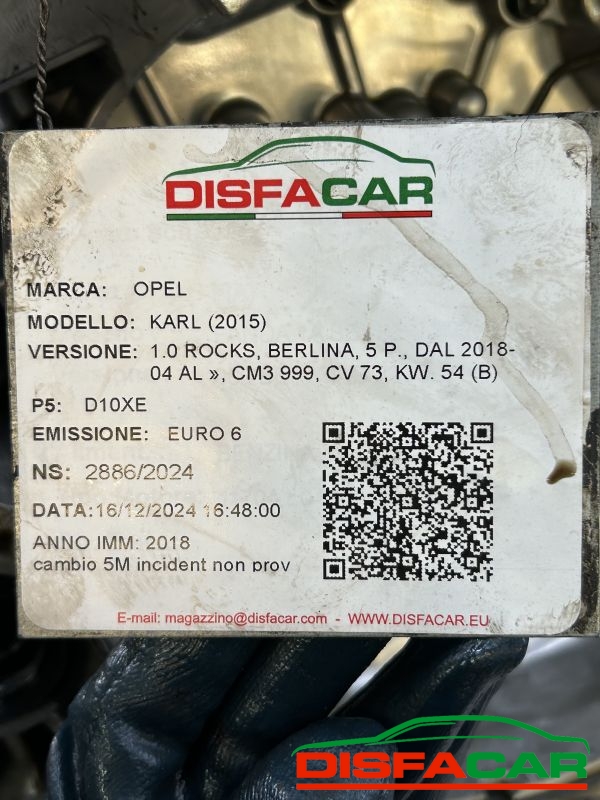 DISFACAR
MARCA: OPEL
MODELLO: KARL (2015)
VERSIONE: 1.0 ROCKS, BERLINA, 5 P., DAL 2018-
04 AL », CM3 999, CV 73, KW. 54 (B)
P5: D10XE
EMISSIONE: EURO 6
NS: 2886/2024
DATA:16/12/2024 16:48:00
ANNO IMM: 2018
cambio 5M incident non prov
E-mail: magazzino@disfacar.com - WWW.DISFACAR.EU
DISFACAR